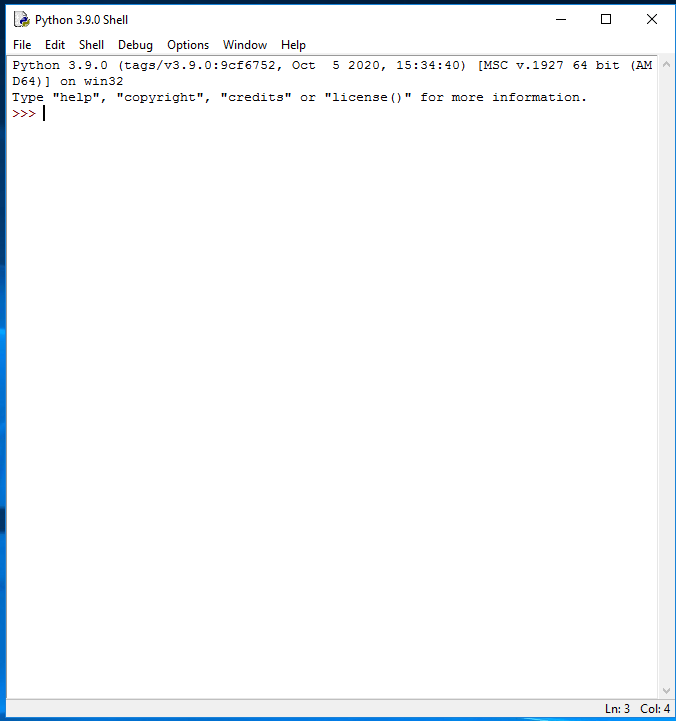 Python 3.9.0 Shell
File Edit Shell Debug Options Window Help
Python 3.9.0 (tags/v3.9.0:9cf6752, Oct  5 2020, 15:34:40) [MSC v.1927 64 bit (AM
D64)] on win32
Type "help", "copyright", "credits" or "license()" for more information.
>>>
Ln: 3 Col: 4